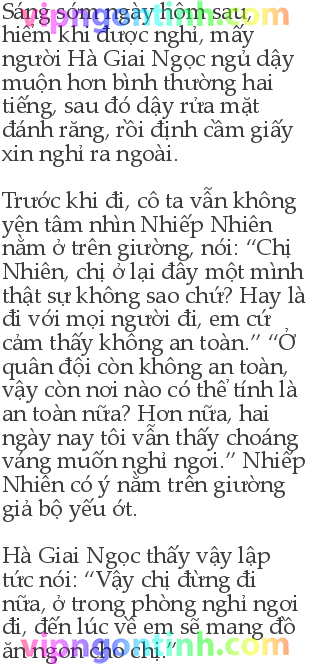 Sáng sớm ngày hôm sau,
hiếm khi được nghỉ, mấy
người Hà Giai Ngọc ngủ dậy
muộn hơn bình thường hai
tiếng, sau đó dậy rửa mặt
đánh răng, rồi định cầm giấy
xin nghỉ ra ngoài.
Trước khi đi, cô ta vẫn không
yên tâm nhìn Nhiếp Nhiên
nằm ở trên giường, nói: “Chị
Nhiên, chị ở lại đây một mình
thật sự không sao chứ? Hay là
đi với mọi người đi, em cứ
cảm thấy không an toàn.” “Ở
quân đội còn không an toàn,
vậy còn nơi nào có thể tính là
an toàn nữa? Hơn nữa, hai
ngày nay tôi vẫn thấy choáng
váng muốn nghỉ ngơi.” Nhiếp
Nhiên có ý nằm trên giường
giả bộ yếu ớt.
Hà Giai Ngọc thấy vậy lập
tức nói: “Vậy chị đừng đi
nữa, ở trong phòng nghỉ ngơi
đi, đến lúc về em sẽ mang đồ
ăn ngon cho chị.”
vipngontinh.com
vipngontinh.com